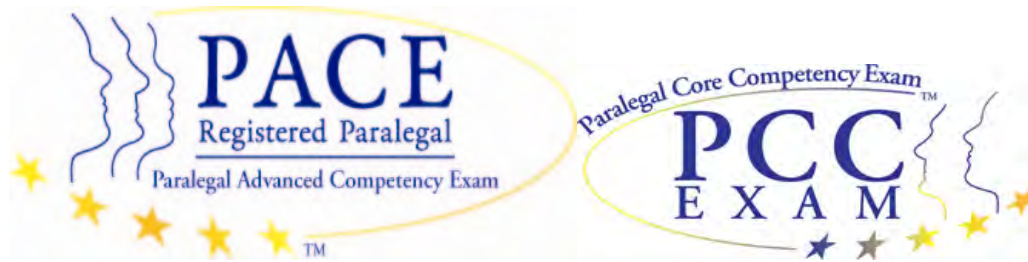 PACE
Registered Paralegal
Paralegal Advanced Competency Exam
TM
Paralegal Core Competency Exam
TM
PCC
EXAM